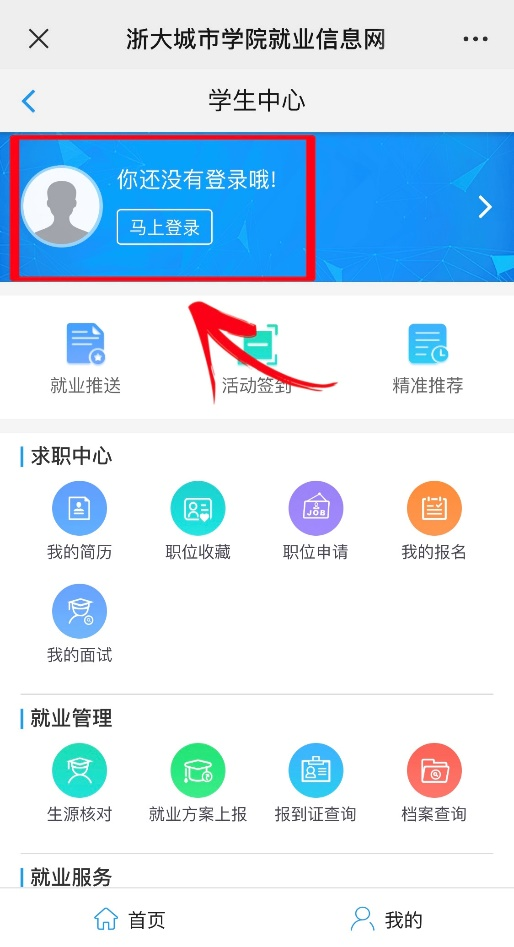 浙大城市学院就业信息网
学生中心
你还没有登录哦!
马上登录
就业推送
活动签到
精准推荐
求职中心
JOB
我的简历
职位收藏
职位申请
我的报名
我的面试
就业管理
生源核对
就业方案上报
报到证查询
档案查询
就业服务
首页
我的